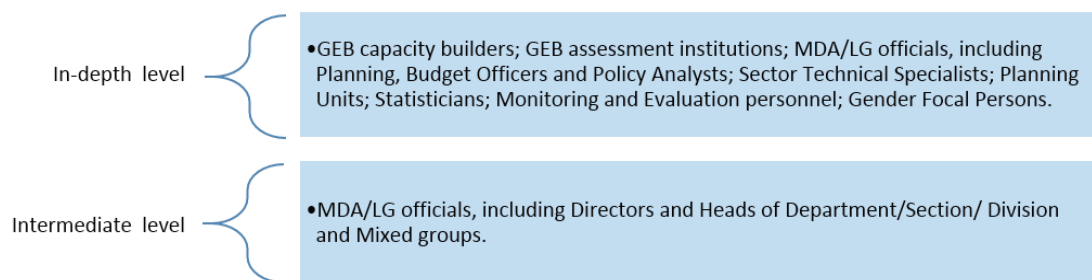 In-depth level
•GEB capacity builders; GEB assessment institutions; MDA/LG officials, including
Planning, Budget Officers and Policy Analysts; Sector Technical Specialists; Planning
Units; Statisticians; Monitoring and Evaluation personnel; Gender Focal Persons.
Intermediate level
•MDA/LG officials, including Directors and Heads of Department/Section/ Division
and Mixed groups.